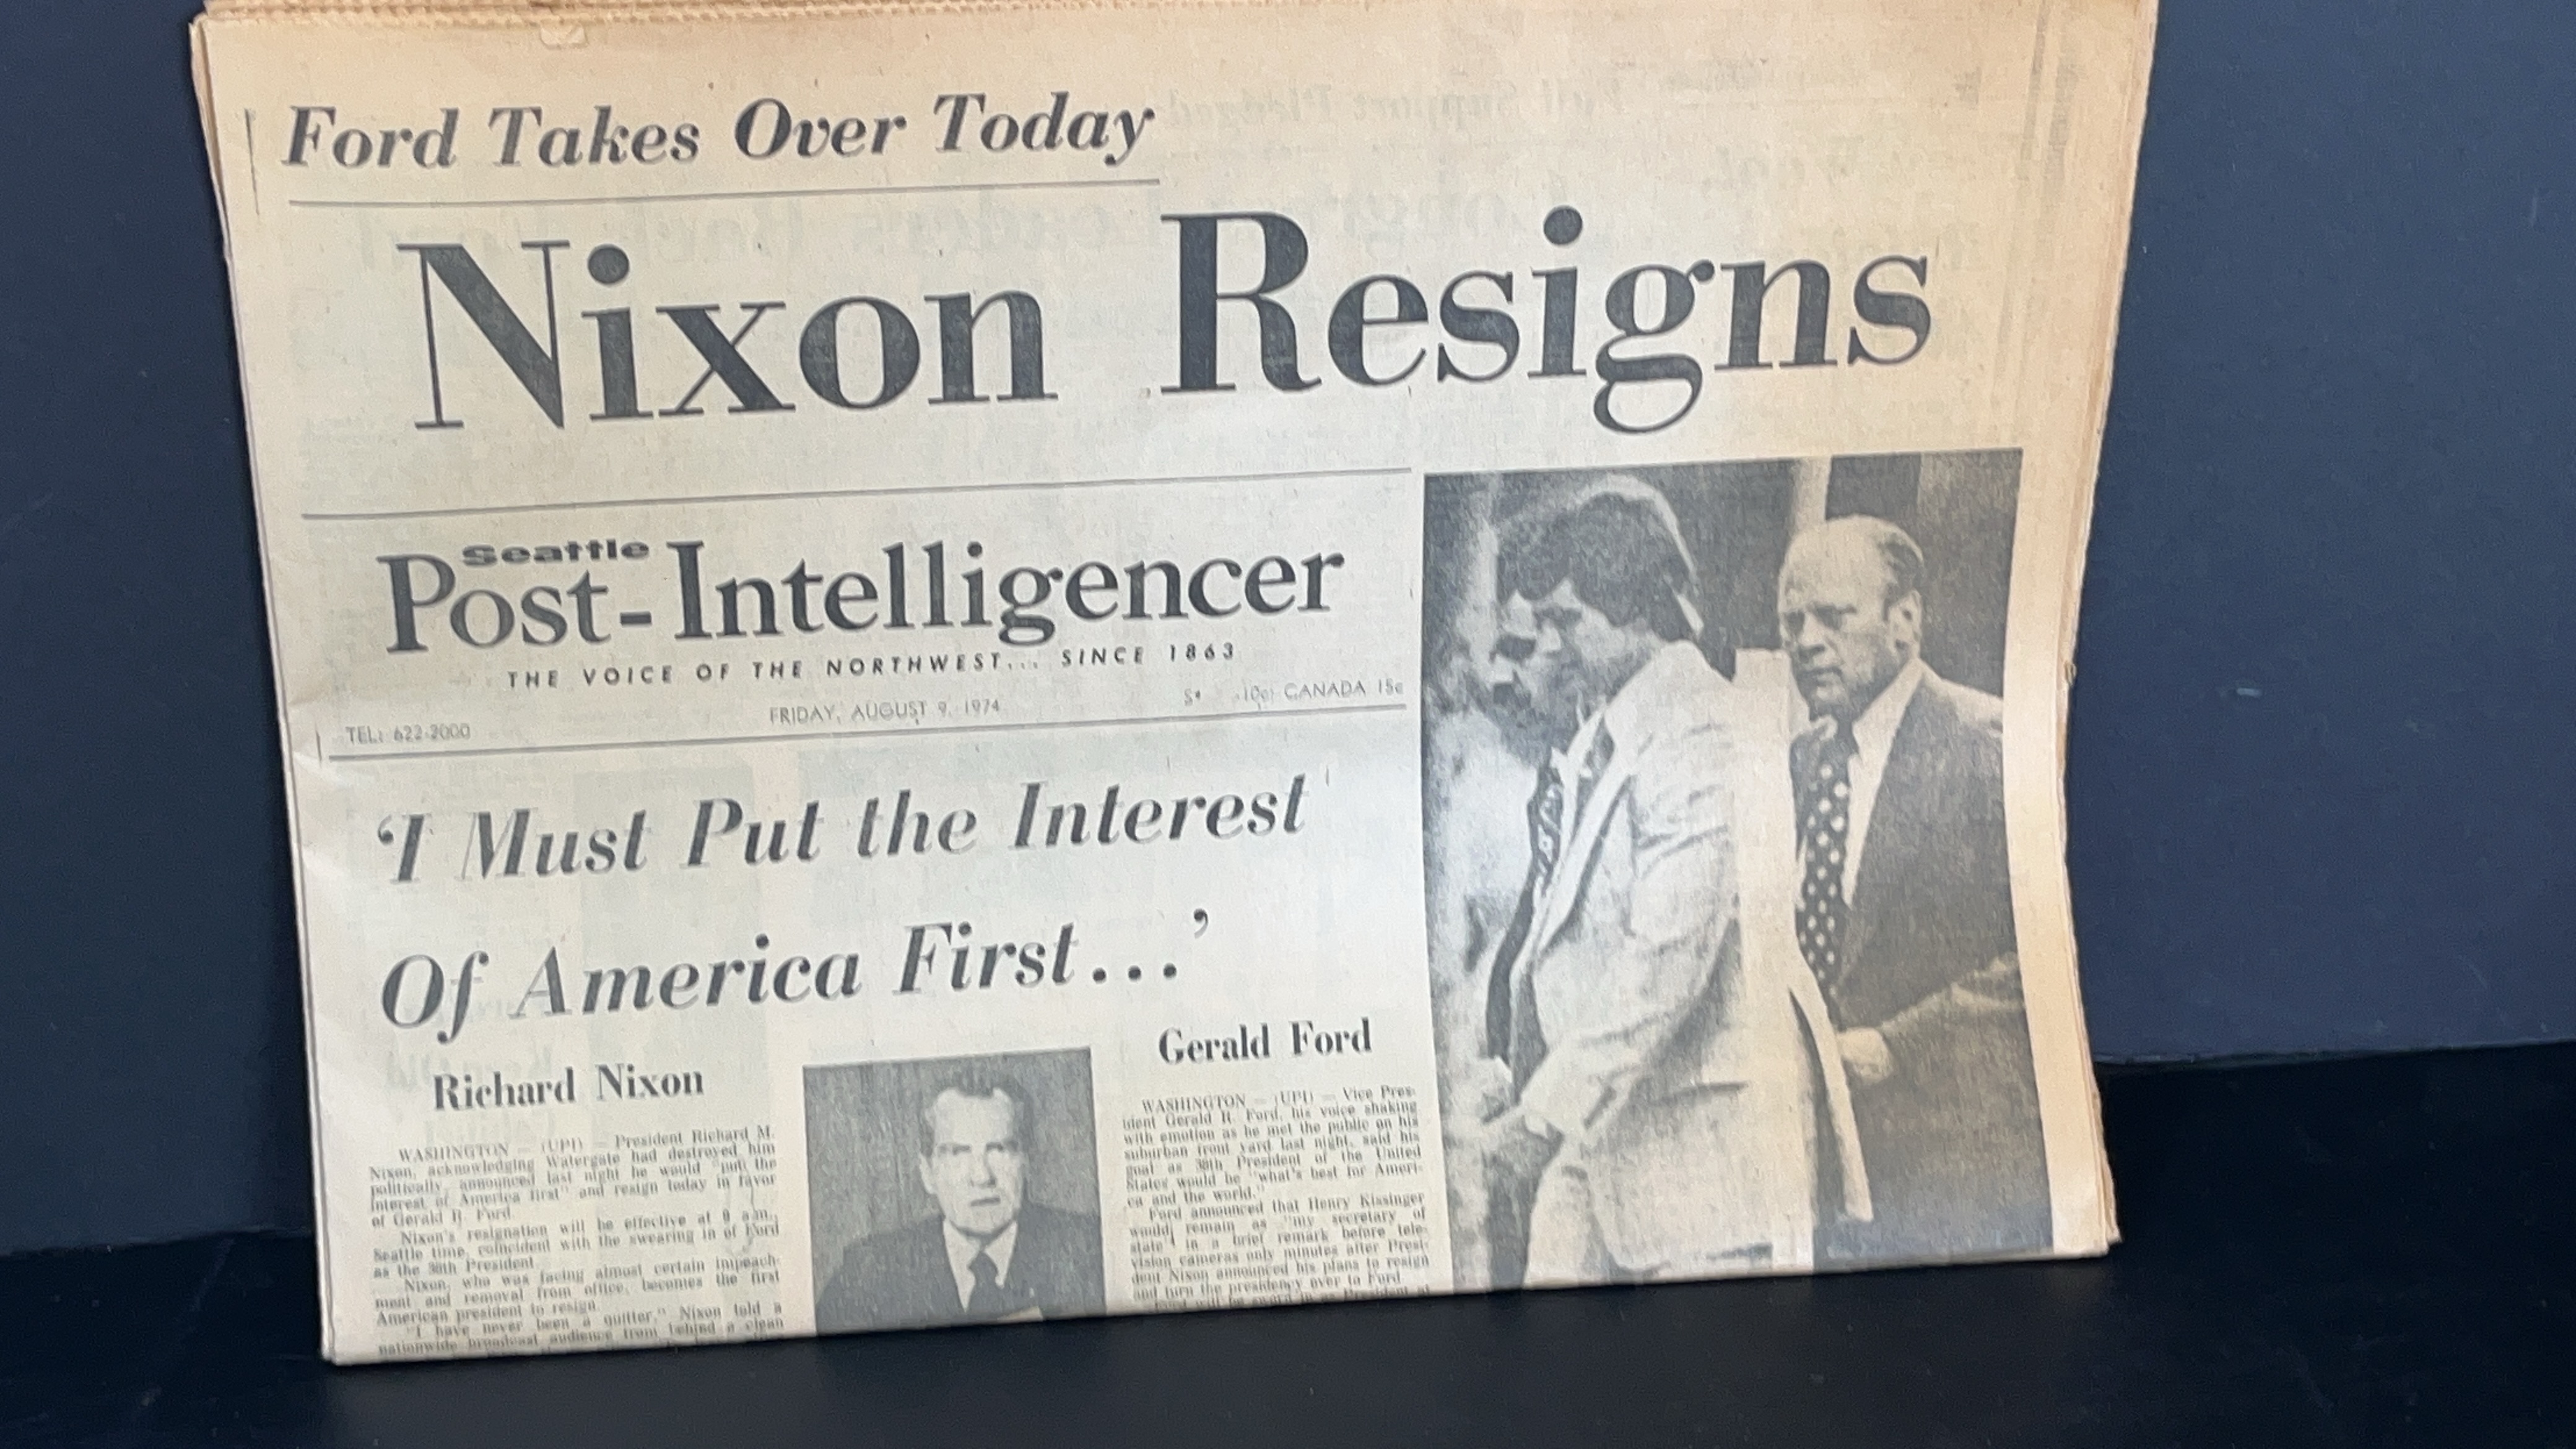 Ford Takes Over Today
Nixon Resigns
Seattle
Post-Intelligencer
THE VOICE OF THE NORTHWEST... SINCE 1863
TEL: 622-2000 FRIDAY, AUGUST 9, 1974 S* 10c CANADA 15c
'I Must Put the Interest
Of America First...'
Richard Nixon
WASHINGTON — (UPI) — President Richard M.
Nixon, acknowledging Watergate had destroyed him
politically, announced last night he would "put the
interest of America first" and resign today in favor
of Gerald R. Ford.
Nixon's resignation will be effective at 9 a.m.,
Seattle time, coincident with the swearing in of Ford
as the 38th President
Nixon, who was facing almost certain impeach-
ment and removal from office, becomes the first
American president to resign.
"I have never been a quitter," Nixon told a
nationwide broadcast audience from behind a clean
Gerald Ford
WASHINGTON — (UPI) — Vice Pres-
ident Gerald R. Ford, his voice shaking
with emotion as he met the public on his
suburban front yard last night, said his
goal as 38th President of the United
States would be "what's best for Ameri-
ca and the world."
Ford announced that Henry Kissinger
would remain as "my secretary of
state" in a brief remark before tele-
vision cameras only minutes after Presi-
dent Nixon announced his plans to resign
and turn the presidency over to Ford